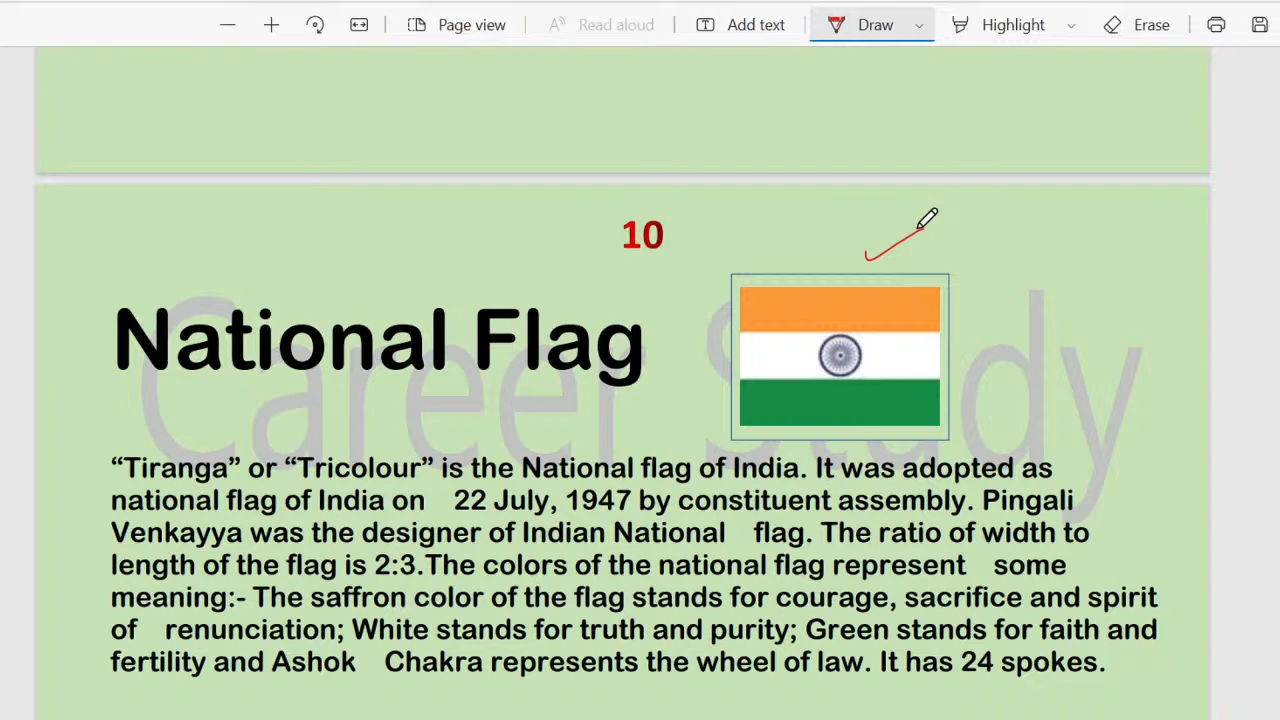 Page view Read aloud Add text Draw Highlight Erase
10
National Flag
Career Study
“Tiranga” or “Tricolour” is the National flag of India. It was adopted as
national flag of India on 22 July, 1947 by constituent assembly. Pingali
Venkayya was the designer of Indian National flag. The ratio of width to
length of the flag is 2:3.The colors of the national flag represent some
meaning:- The saffron color of the flag stands for courage, sacrifice and spirit
of renunciation; White stands for truth and purity; Green stands for faith and
fertility and Ashok Chakra represents the wheel of law. It has 24 spokes.